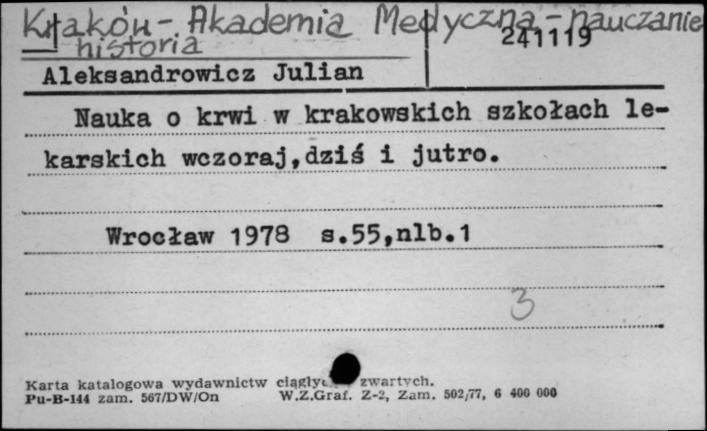 Kraków - Akademia Medyczna - nauczanie
historia
241119
Aleksandrowicz Julian
Nauka o krwi w krakowskich szkołach le-
karskich wczoraj,dziś i jutro.
Wrocław 1978 s.55,nlb.1
3
Karta katalogowa wydawnictw zwartych.
Pu-B-144 zam. 567/DW/On W.Z.Graf. Z-2, Zam. 502/77, 6 400 000